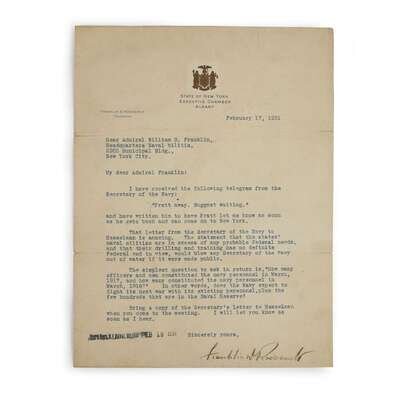 STATE OF NEW YORK
EXECUTIVE CHAMBER
ALBANY
FRANKLIN D. ROOSEVELT
GOVERNOR
February 17, 1931
Rear Admiral William B. Franklin,
Headquarters Naval Militia,
Municipal Bldg.,
New York City.
My dear Admiral Franklin:
I have received the following telegram from the
Secretary of the Navy:
"Pratt away. Suggest waiting."
and have written him to have Pratt let me know as soon
as he gets back and can come on to New York.
That letter from the Secretary of the Navy to
is amazing. The statement that the states'
naval militias are in excess of any probable Federal needs,
and that their drilling and training has no definite
Federal end in view, would blow any Secretary of the Navy
out of water if it were made public.
The simplest question to ask in return is, "How many
officers and men constituted the navy personnel in March,
1917, and how many constituted its navy personnel in
March, 1918?" In other words, does the Navy expect to
fight its next war with its existing personnel, plus the
few hundreds that are in the Naval Reserve?
Bring a copy of the Secretary's letter to
when you come to the meeting. I will let you know as
soon as I hear.
FEB 18 1931
Sincerely yours,
Franklin D Roosevelt